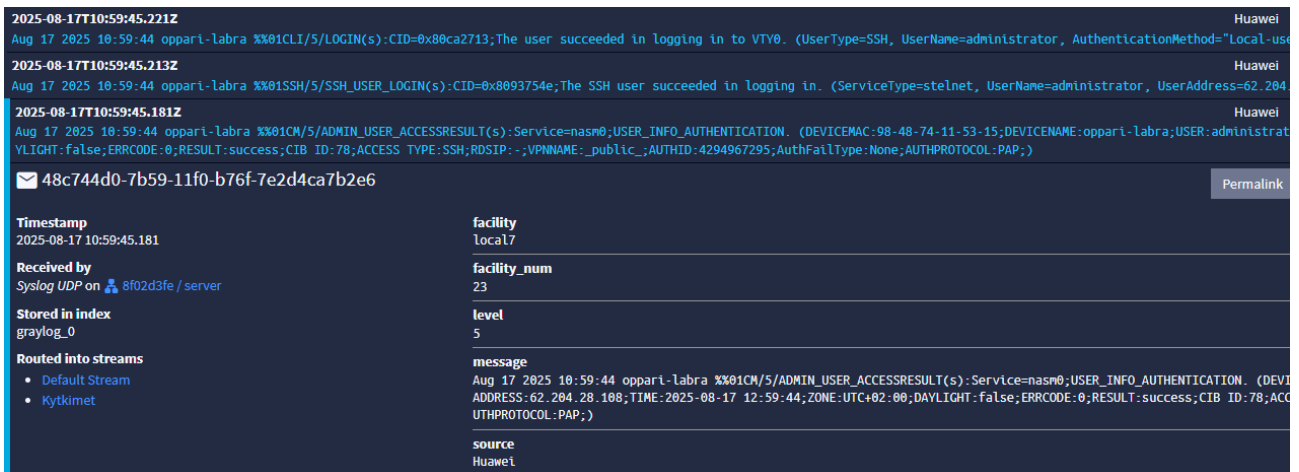 2025-08-17T10:59:45.221Z Huawei
Aug 17 2025 10:59:44 oppari-labra %%01CLI/5/LOGIN(s):CID=0x80ca2713;The user succeeded in logging in to VTY0. (UserType=SSH, UserName=administrator, AuthenticationMethod="Local-use
2025-08-17T10:59:45.213Z Huawei
Aug 17 2025 10:59:44 oppari-labra %%01SSH/5/SSH_USER_LOGIN(s):CID=0x8093754e;The SSH user succeeded in logging in. (ServiceType=stelnet, UserName=administrator, UserAddress=62.204.
2025-08-17T10:59:45.181Z Huawei
Aug 17 2025 10:59:44 oppari-labra %%01CM/5/ADMIN_USER_ACCESSRESULT(s):Service=nasm0;USER_INFO_AUTHENTICATION. (DEVICEMAC:98-48-74-11-53-15;DEVICENAME:oppari-labra;USER:administrat
YLIGHT:false;ERRCODE:0;RESULT:success;CIB ID:78;ACCESS TYPE:SSH;RDSIP:-;VPNNAME:_public_;AUTHID:4294967295;AuthFailType:None;AUTHPROTOCOL:PAP;)
48c744d0-7b59-11f0-b76f-7e2d4ca7b2e6 Permalink
Timestamp
2025-08-17 10:59:45.181
Received by
Syslog UDP on 8f02d3fe / server
Stored in index
graylog_0
Routed into streams
• Default Stream
• Kytkimet
facility
local7
facility_num
23
level
5
message
Aug 17 2025 10:59:44 oppari-labra %%01CM/5/ADMIN_USER_ACCESSRESULT(s):Service=nasm0;USER_INFO_AUTHENTICATION. (DEVI
ADDRESS:62.204.28.108;TIME:2025-08-17 12:59:44;ZONE:UTC+02:00;DAYLIGHT:false;ERRCODE:0;RESULT:success;CIB ID:78;ACC
UTHPROTOCOL:PAP;)
source
Huawei